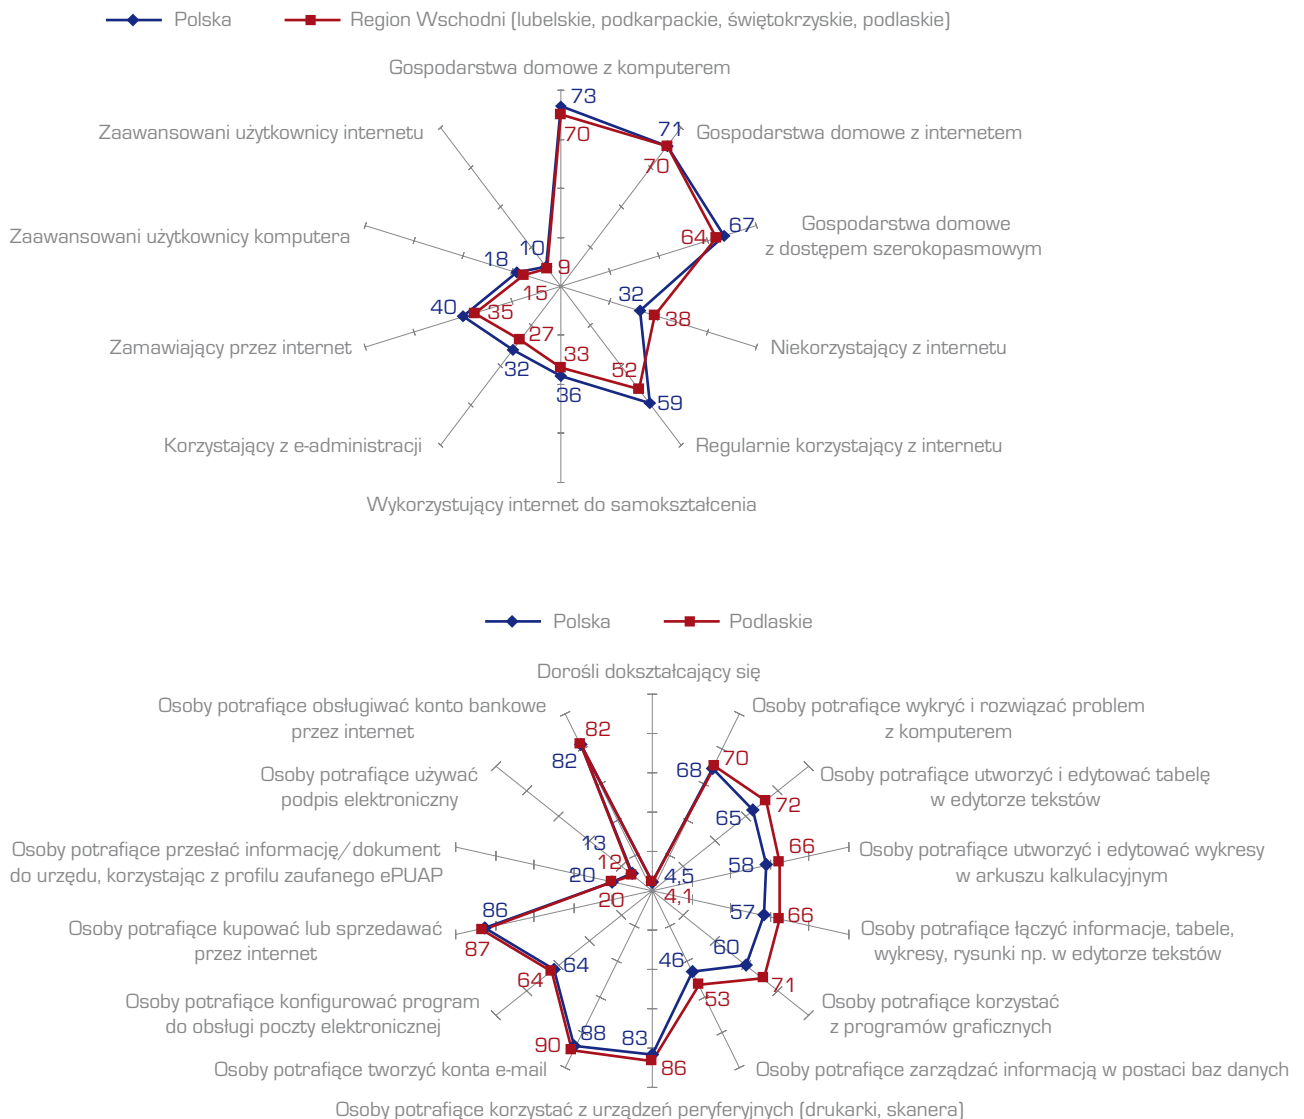 Polska
Region Wschodni (lubelskie, podkarpackie, świętokrzyskie, podlaskie)
Gospodarstwa domowe z komputerem
73
70
Zaawansowani użytkownicy internetu
71
Gospodarstwa domowe z internetem
70
Zaawansowani użytkownicy komputera
Gospodarstwa domowe
z dostępem szerokopasmowym
67
64
10
9
18
15
40
35
32
38
Zamawiający przez internet
Niekorzystający z internetu
27
32
33
36
52
59
Korzystający z e-administracji
Regularnie korzystający z internetu
Wykorzystujący internet do samokształcenia
Polska
Podlaskie
Dorośli dokształcający się
Osoby potrafiące obsługiwać konto bankowe
przez internet
82
82
Osoby potrafiące wykryć i rozwiązać problem
z komputerem
70
68
Osoby potrafiące używać
podpis elektroniczny
Osoby potrafiące utworzyć i edytować tabelę
w edytorze tekstów
72
65
13
12
Osoby potrafiące przesłać informację/dokument
do urzędu, korzystając z profilu zaufanego ePUAP
20
20
4,5
4,1
58
66
Osoby potrafiące utworzyć i edytować wykresy
w arkuszu kalkulacyjnym
86
87
Osoby potrafiące kupować lub sprzedawać
przez internet
57
66
Osoby potrafiące łączyć informacje, tabele,
wykresy, rysunki np. w edytorze tekstów
64
64
Osoby potrafiące konfigurować program
do obsługi poczty elektronicznej
60
71
Osoby potrafiące korzystać
z programów graficznych
46
53
88
90
83
86
Osoby potrafiące tworzyć konta e-mail
Osoby potrafiące zarządzać informacją w postaci baz danych
Osoby potrafiące korzystać z urządzeń peryferyjnych (drukarki, skanera)